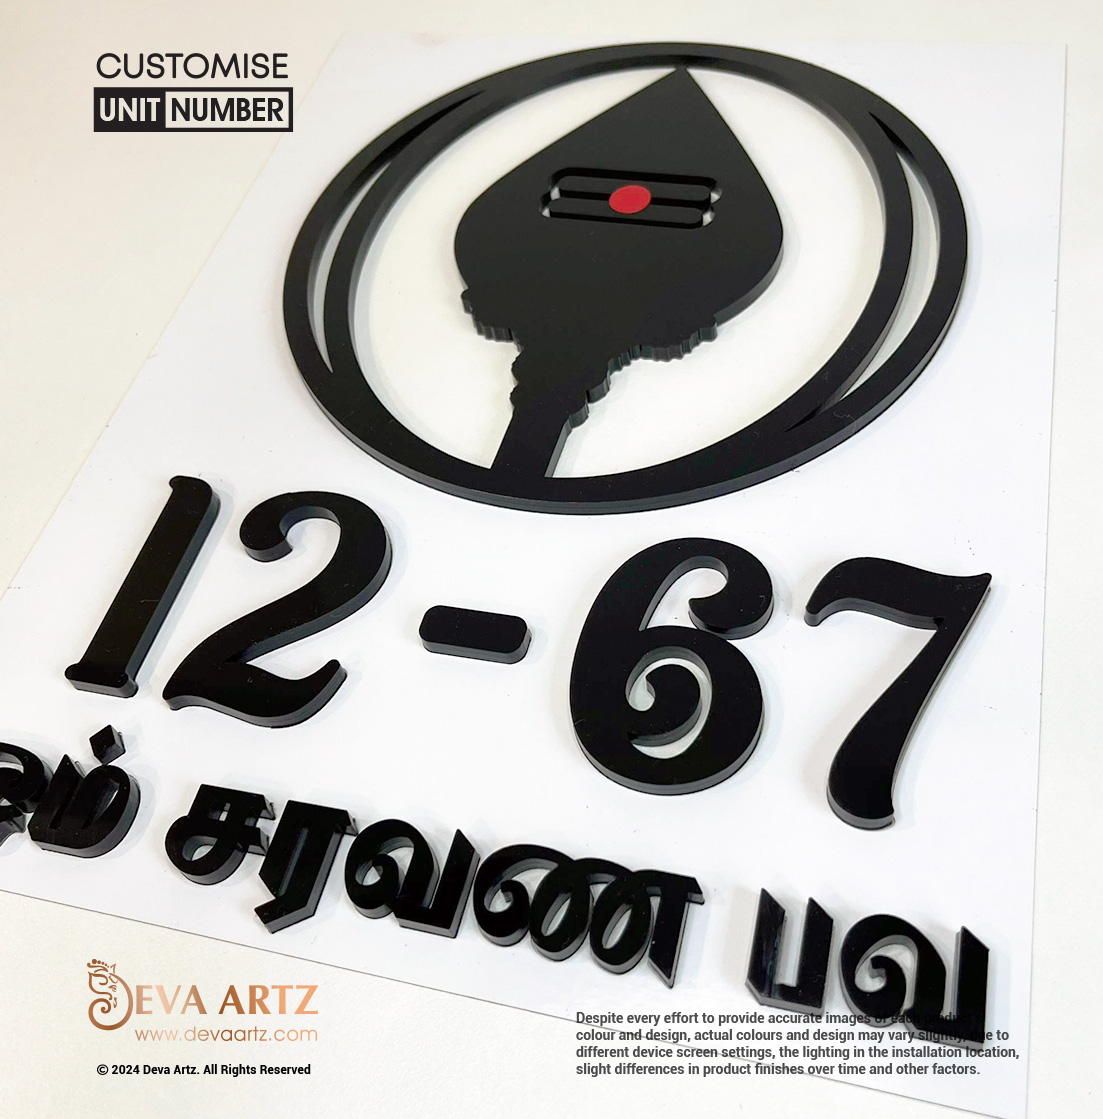 CUSTOMISE
UNIT NUMBER
12-67
ஓம் சரவண பவ
DEVA ARTZ
www.devaartz.com
© 2024 Deva Artz. All Rights Reserved
Despite every effort to provide accurate images of each product's
colour and design, actual colours and design may vary slightly, due to
different device screen settings, the lighting in the installation location,
slight differences in product finishes over time and other factors.